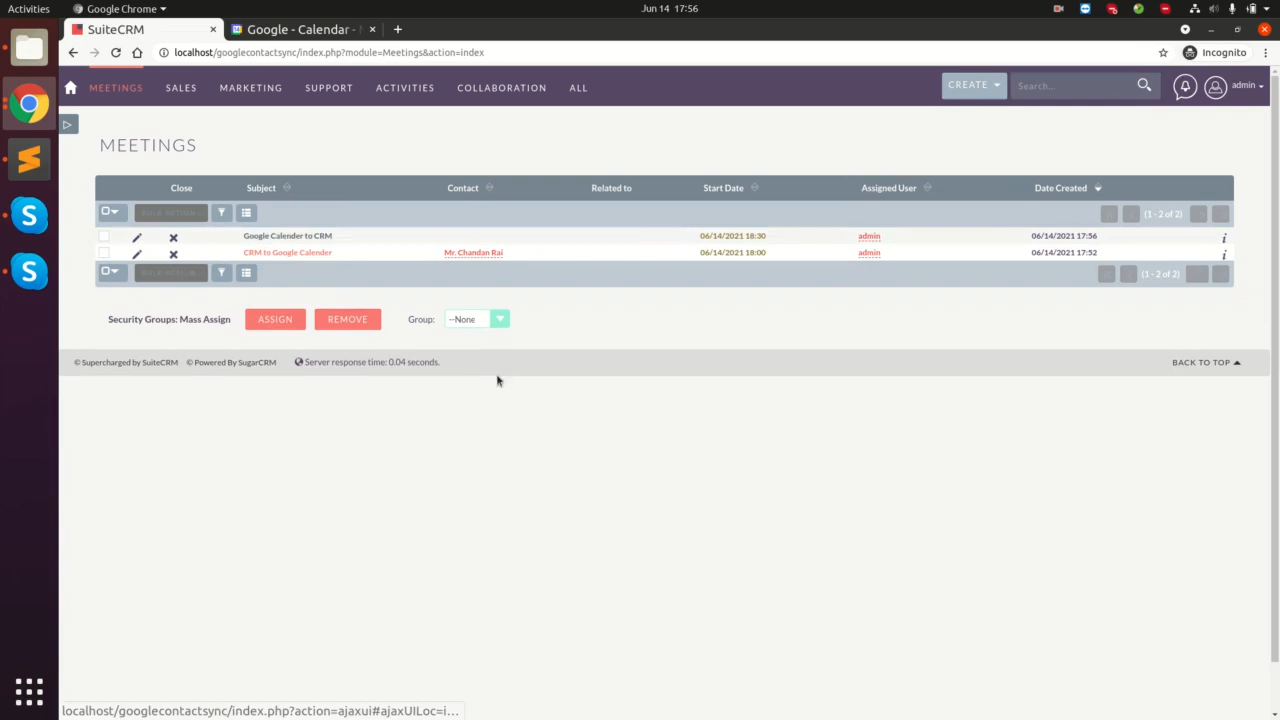 Activities Google Chrome Jun 14 17:56
SuiteCRM Google - Calendar -
localhost/googlecontactsync/index.php?module=Meetings&action=index Incognito
MEETINGS SALES MARKETING SUPPORT ACTIVITIES COLLABORATION ALL CREATE Search... admin
MEETINGS
Close Subject Contact Related to Start Date Assigned User Date Created
BULK ACTION (1 - 2 of 2)
Google Calender to CRM 06/14/2021 18:30 admin 06/14/2021 17:56
CRM to Google Calender Mr. Chandan Rai 06/14/2021 18:00 admin 06/14/2021 17:52
BULK ACTION (1 - 2 of 2)
Security Groups: Mass Assign ASSIGN REMOVE Group: --None
© Supercharged by SuiteCRM © Powered By SugarCRM Server response time: 0.04 seconds. BACK TO TOP
localhost/googlecontactsync/index.php?action=ajaxui#ajaxUILoc=i...